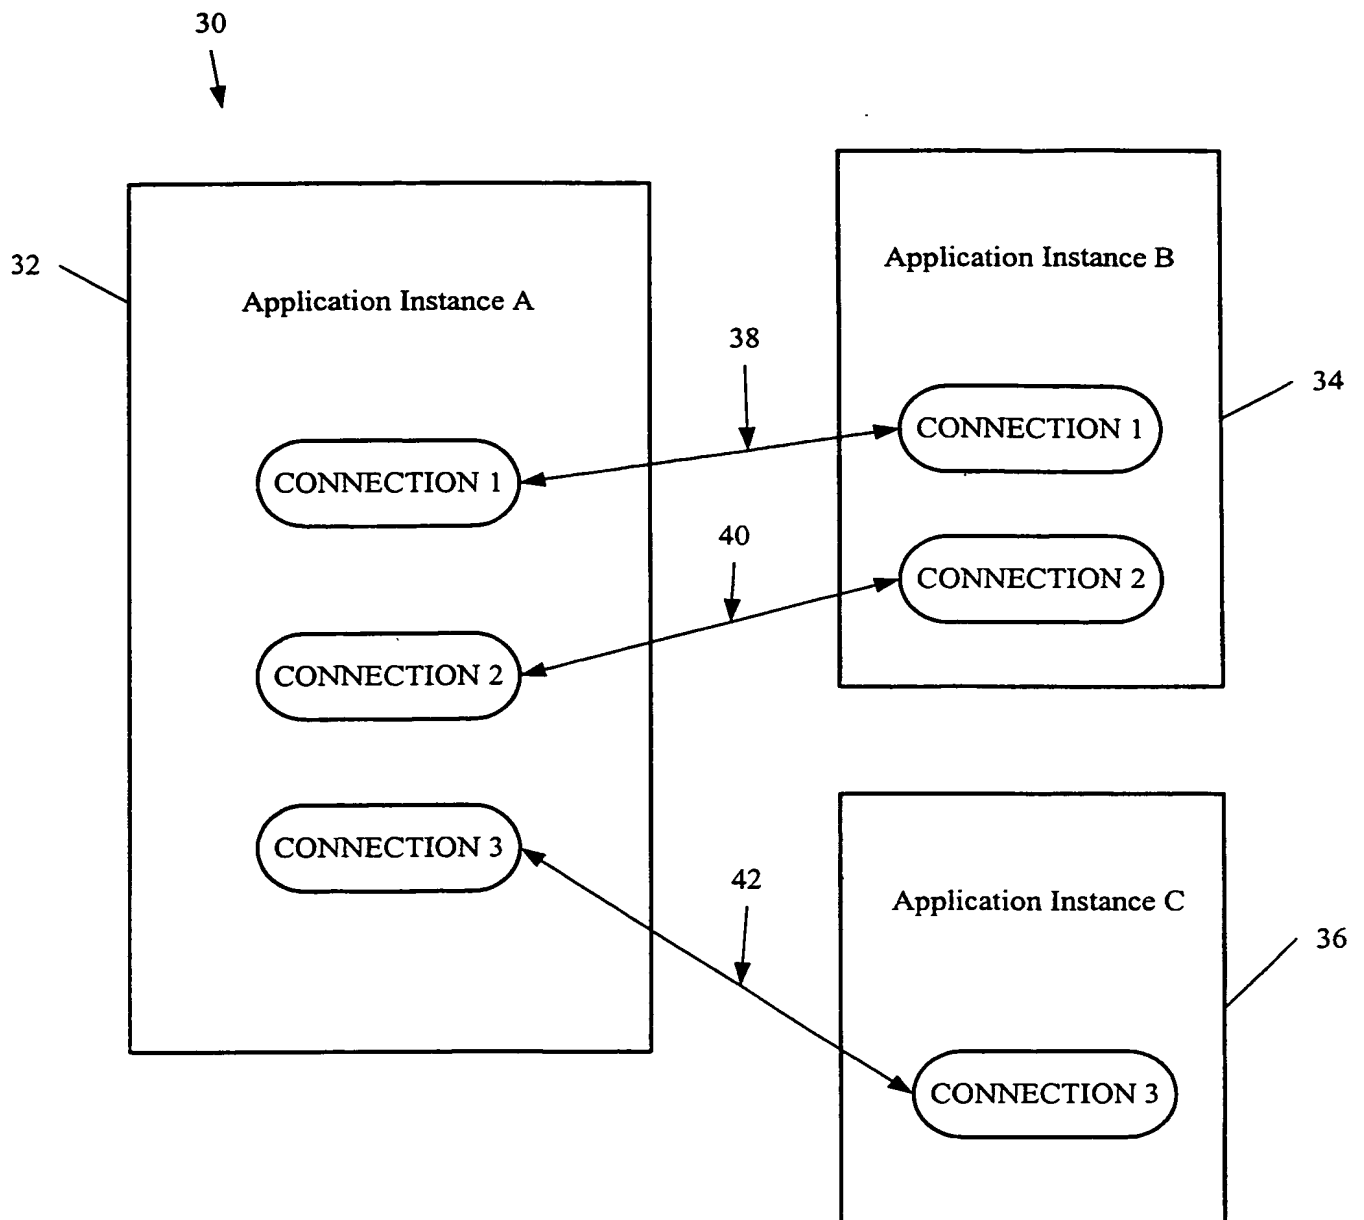 30
32
Application Instance A
Application Instance B
38
34
CONNECTION 1
CONNECTION 1
40
CONNECTION 2
CONNECTION 2
CONNECTION 3
42
Application Instance C
36
CONNECTION 3